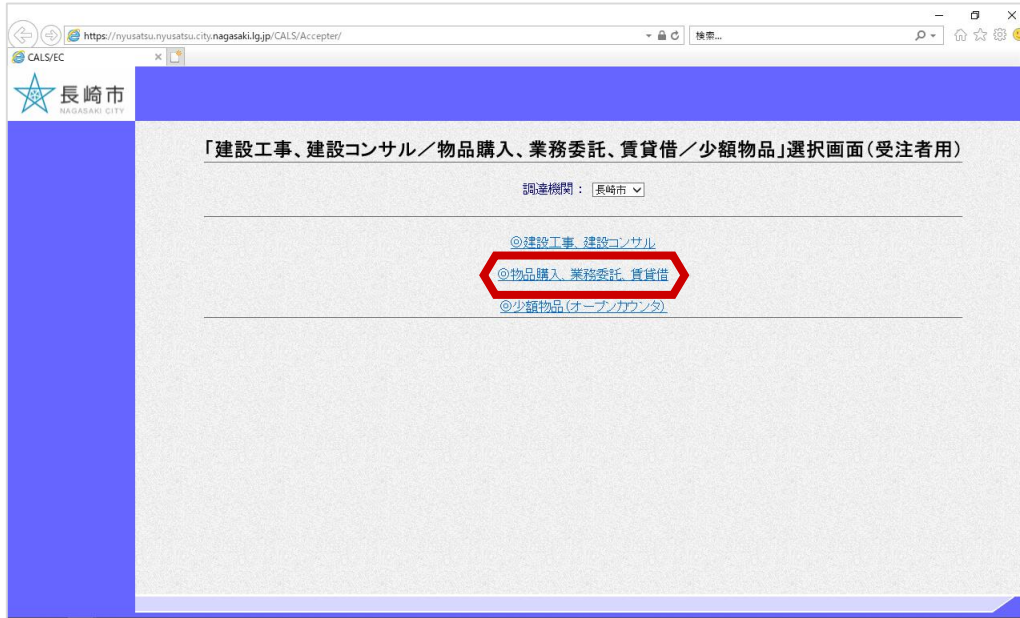 https://nyusatsu.nyusatsu.city.nagasaki.lg.jp/CALS/Accepter/
検索...
CALS/EC
長崎市
NAGASAKI CITY
「建設工事、建設コンサル／物品購入、業務委託、賃貸借／少額物品」選択画面(受注者用)
調達機関： 長崎市
◎建設工事、建設コンサル
◎物品購入、業務委託、賃貸借
◎少額物品(オープンカウンタ)